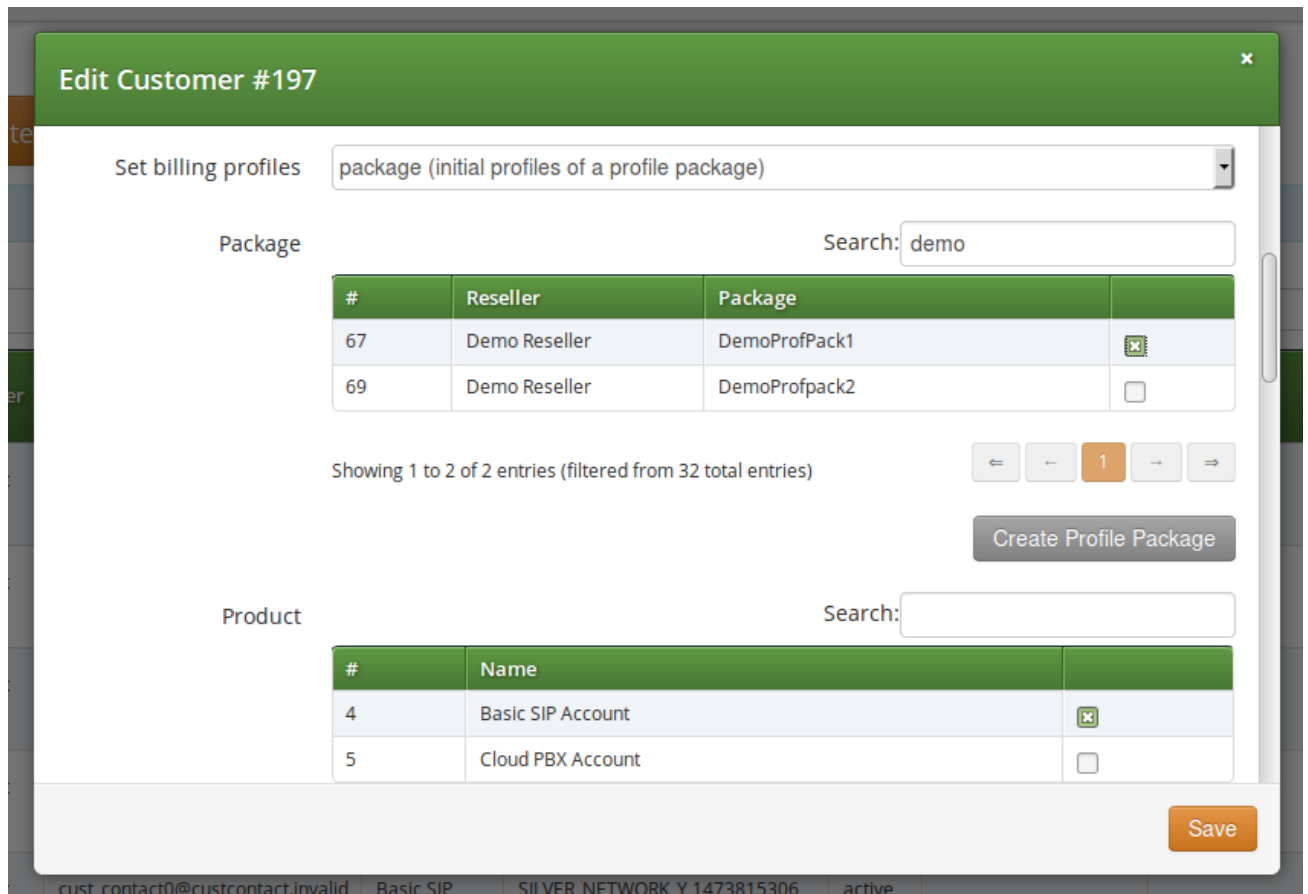 Edit Customer #197
×
te
Set billing profiles package (initial profiles of a profile package)
Package Search: demo
# Reseller Package
67 Demo Reseller DemoProfPack1
69 Demo Reseller DemoProfpack2
er
Showing 1 to 2 of 2 entries (filtered from 32 total entries) ⇐ ← 1 → ⇒
Create Profile Package
Product Search:
# Name
4 Basic SIP Account
5 Cloud PBX Account
Save
cust_contact0@custcontact.invalid Basic SIP SILVER_NETWORK_Y_1473815306 active